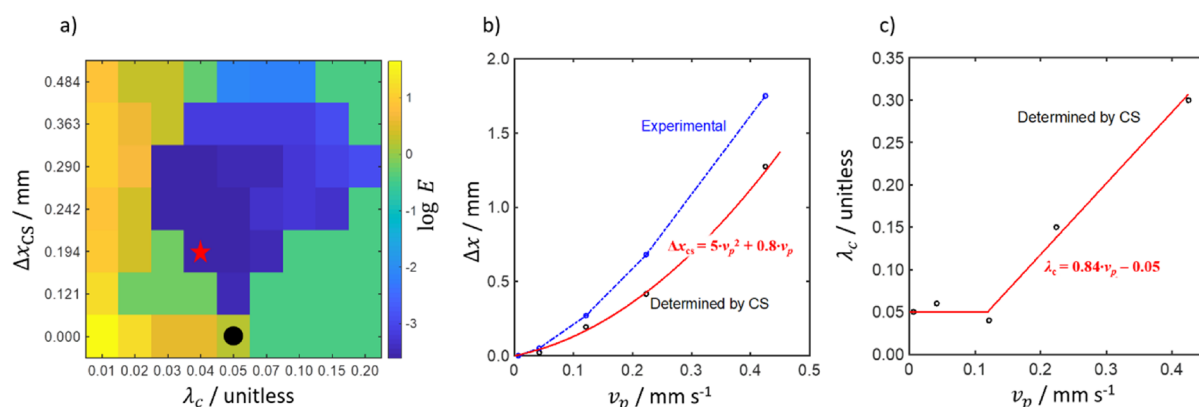 a)
Δx_CS / mm
0.484
0.363
0.290
0.242
0.194
0.121
0.000
0.01 0.02 0.03 0.04 0.05 0.07 0.10 0.15 0.20
λ_c / unitless
1
0
-1
-2
-3
log E
b)
Δx / mm
2.0
1.5
1.0
0.5
0.0
0 0.1 0.2 0.3 0.4 0.5
v_p / mm s⁻¹
Experimental
Δx_cs = 5·v_p² + 0.8·v_p
Determined by CS
c)
λ_c / unitless
0.35
0.30
0.25
0.20
0.15
0.10
0.05
0.00
0 0.1 0.2 0.3 0.4
v_p / mm s⁻¹
Determined by CS
λ_c = 0.84·v_p − 0.05